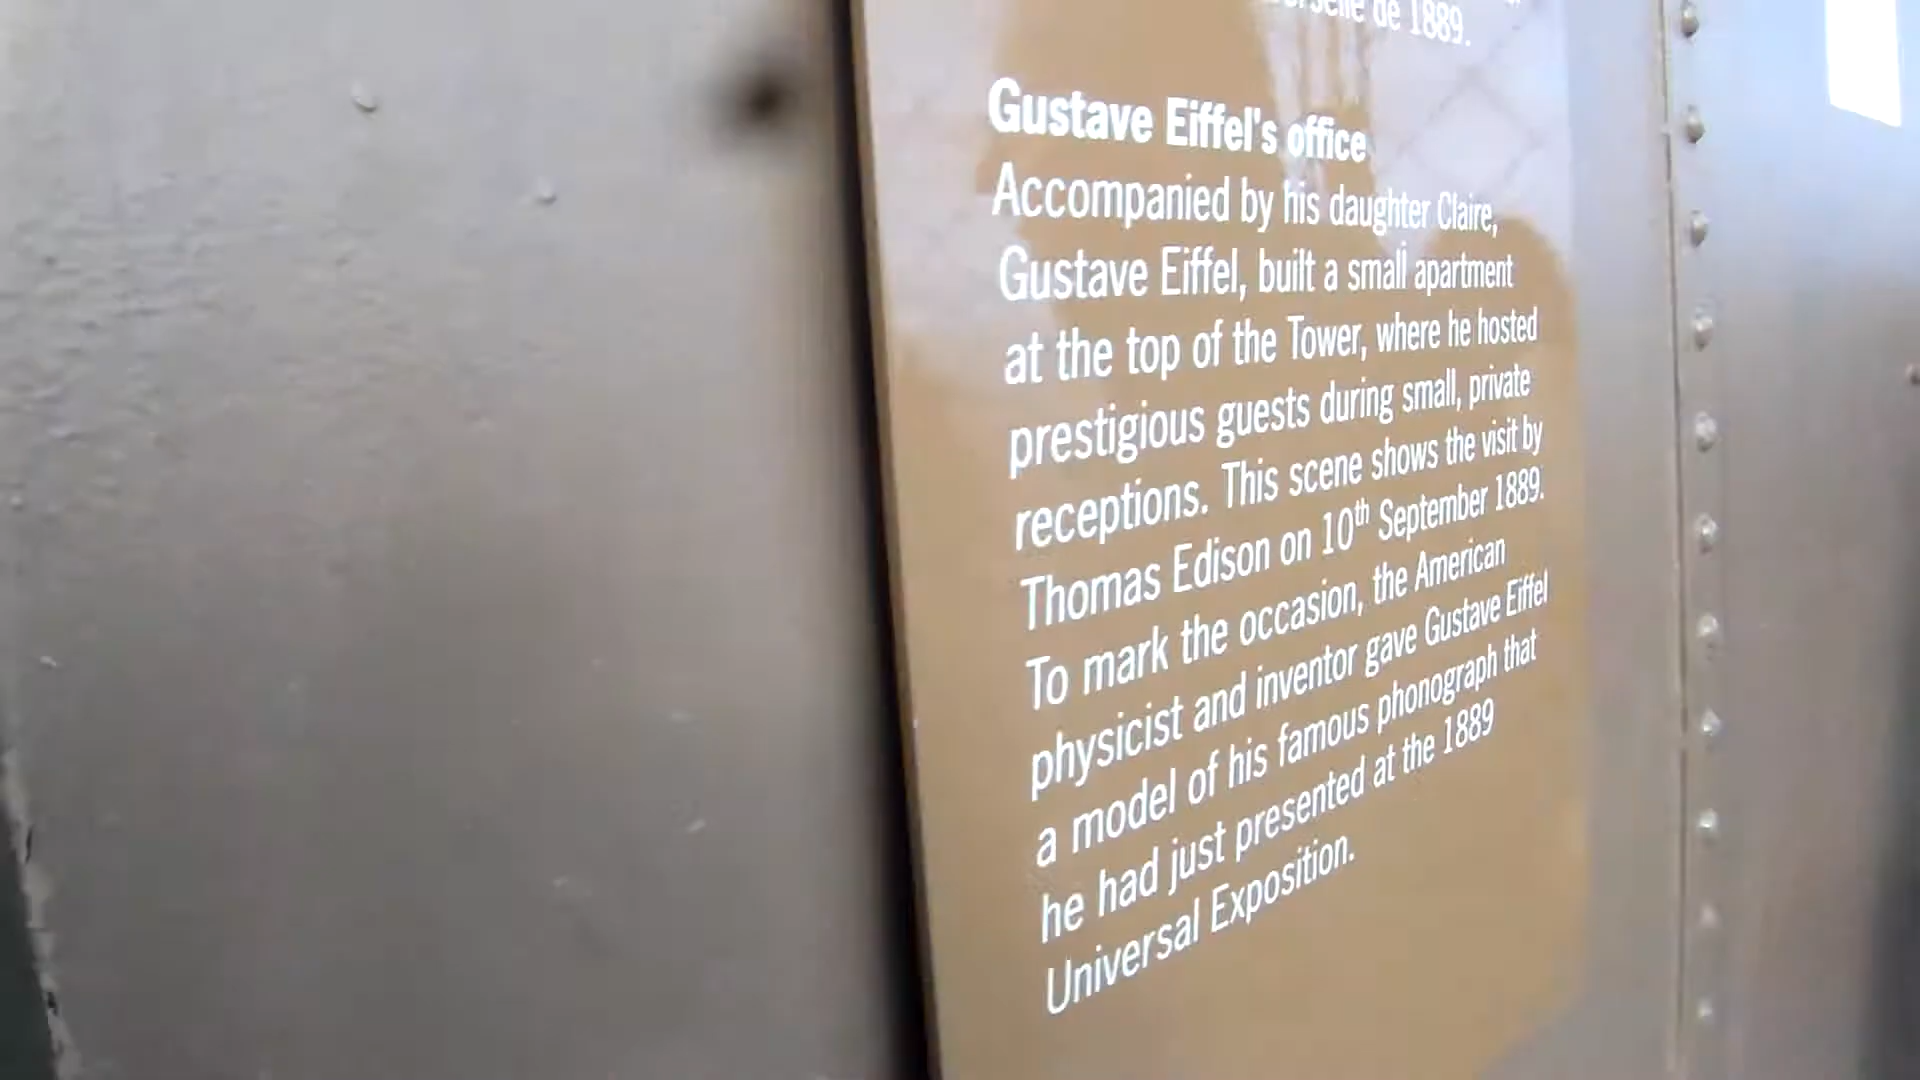 de 1889.
Gustave Eiffel's office
Accompanied by his daughter Claire,
Gustave Eiffel, built a small apartment
at the top of the Tower, where he hosted
prestigious guests during small, private
receptions. This scene shows the visit by
Thomas Edison on 10th September 1889.
To mark the occasion, the American
physicist and inventor gave Gustave Eiffel
a model of his famous phonograph that
he had just presented at the 1889
Universal Exposition.